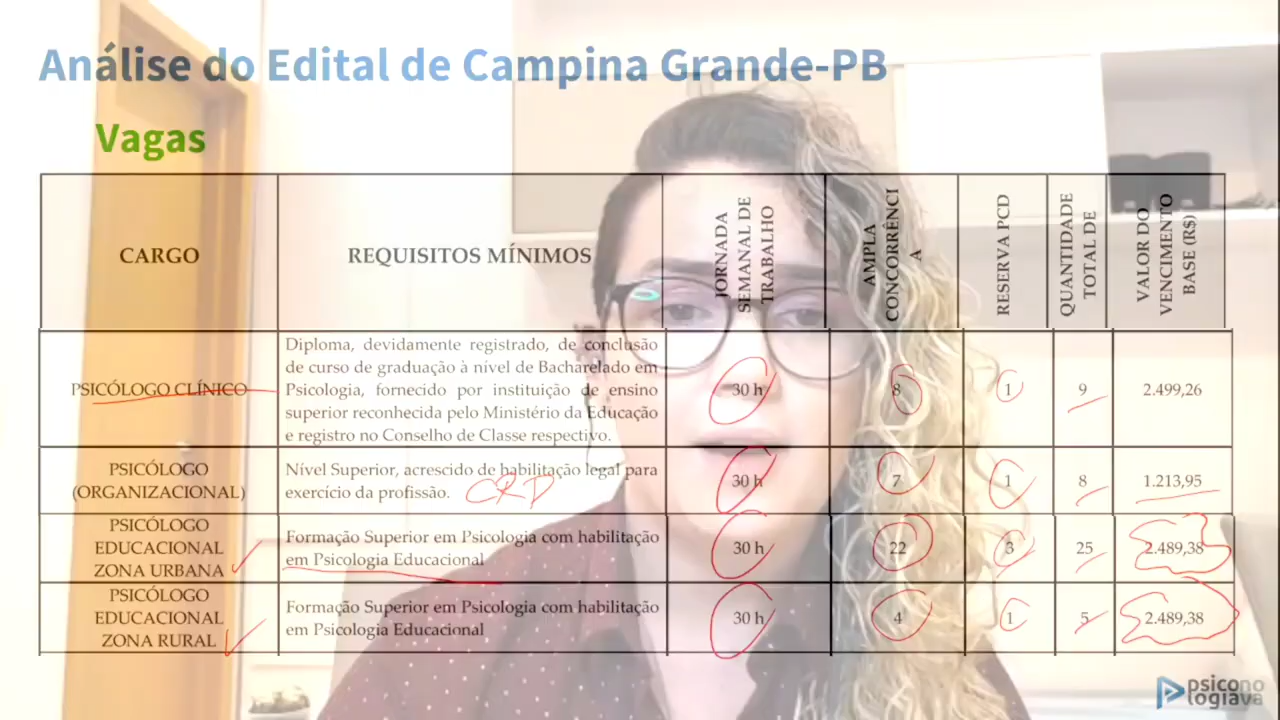 Análise do Edital de Campina Grande-PB
Vagas
CARGO
REQUISITOS MÍNIMOS
JORNADA
SEMANAL DE
TRABALHO
AMPLA
CONCORRÊNCI
A
RESERVA PCD
QUANTIDADE
TOTAL DE
VALOR DO
VENCIMENTO
BASE (R$)
PSICÓLOGO CLÍNICO
Diploma, devidamente registrado, de conclusão
de curso de graduação à nível de Bacharelado em
Psicologia, fornecido por instituição de ensino
superior reconhecida pelo Ministério da Educação
e registro no Conselho de Classe respectivo.
30 h
8
1
9
2.499,26
PSICÓLOGO
(ORGANIZACIONAL)
Nível Superior, acrescido de habilitação legal para
exercício da profissão.
30 h
7
1
8
1.213,95
PSICÓLOGO
EDUCACIONAL
ZONA URBANA
Formação Superior em Psicologia com habilitação
em Psicologia Educacional
30 h
22
3
25
2.489,38
PSICÓLOGO
EDUCACIONAL
ZONA RURAL
Formação Superior em Psicologia com habilitação
em Psicologia Educacional
30 h
4
1
5
2.489,38
psicono
logiava